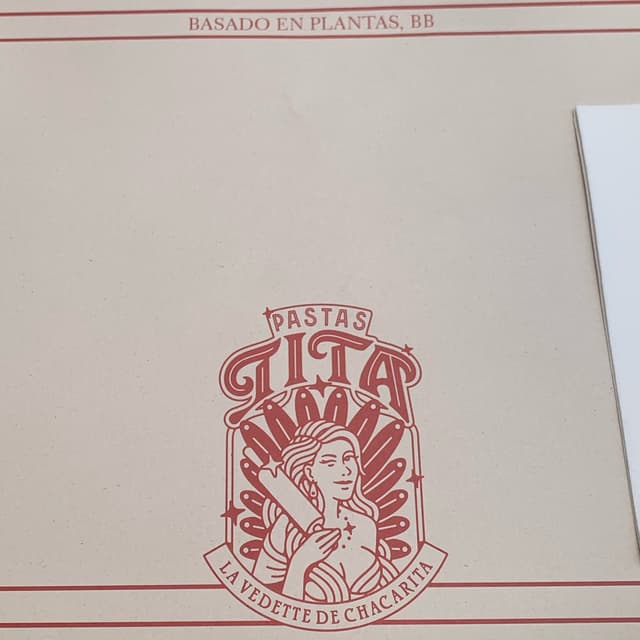 BASADO EN PLANTAS, BB
PASTAS
TITA
LA VEDETTE DE CHACARITA